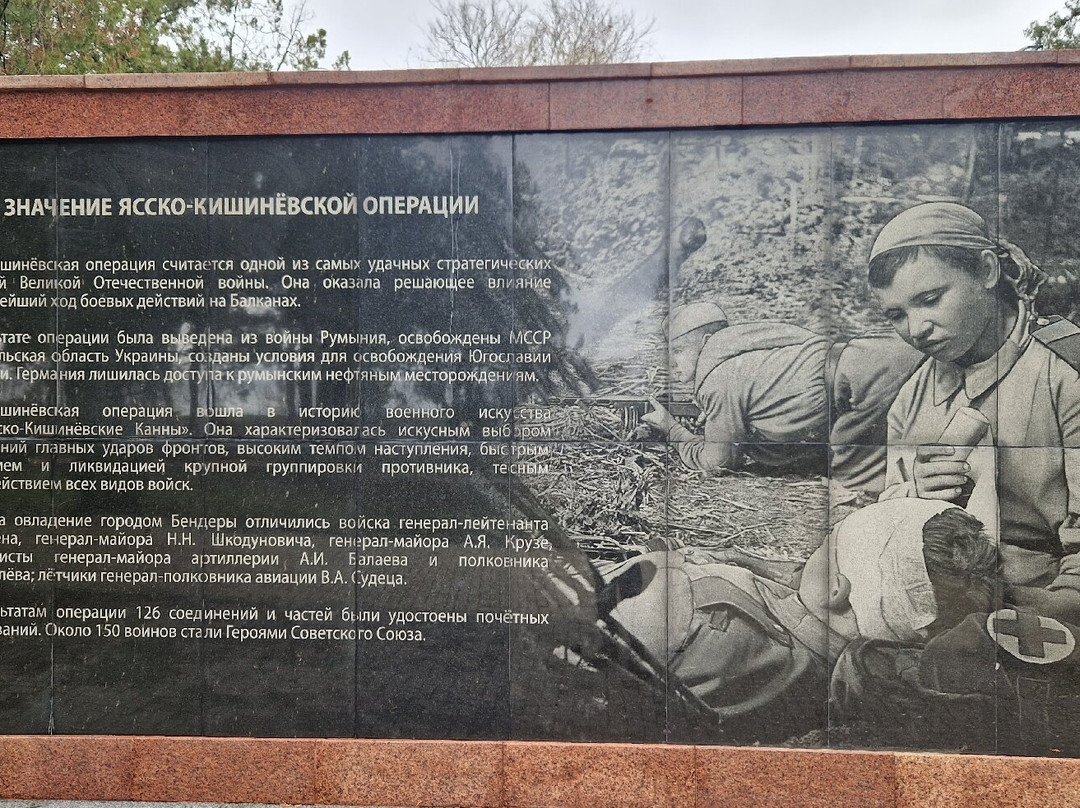 ЗНАЧЕНИЕ ЯССКО-КИШИНЁВСКОЙ ОПЕРАЦИИ
шинёвская операция считается одной из самых удачных стратегических
й Великой Отечественной войны. Она оказала решающее влияние
ейший ход боевых действий на Балканах.
тате операции была выведена из войны Румыния, освобождены МССР
льская область Украины, созданы условия для освобождения Югославии
и. Германия лишилась доступа к румынским нефтяным месторождениям.
шинёвская операция вошла в историю военного искусства
ско-Кишинёвские Канны». Она характеризовалась искусным выбором
ний главных ударов фронтов, высоким темпом наступления, быстрым
ием и ликвидацией крупной группировки противника, тесным
действием всех видов войск.
а овладение городом Бендеры отличились войска генерал-лейтенанта
ена, генерал-майора Н.Н. Шкодуновича, генерал-майора А.Я. Крузе,
исты генерал-майора артиллерии А.И. Балаева и полковника
лёва; лётчики генерал-полковника авиации В.А. Судеца.
ьтатам операции 126 соединений и частей были удостоены почётных
ваний. Около 150 воинов стали Героями Советского Союза.